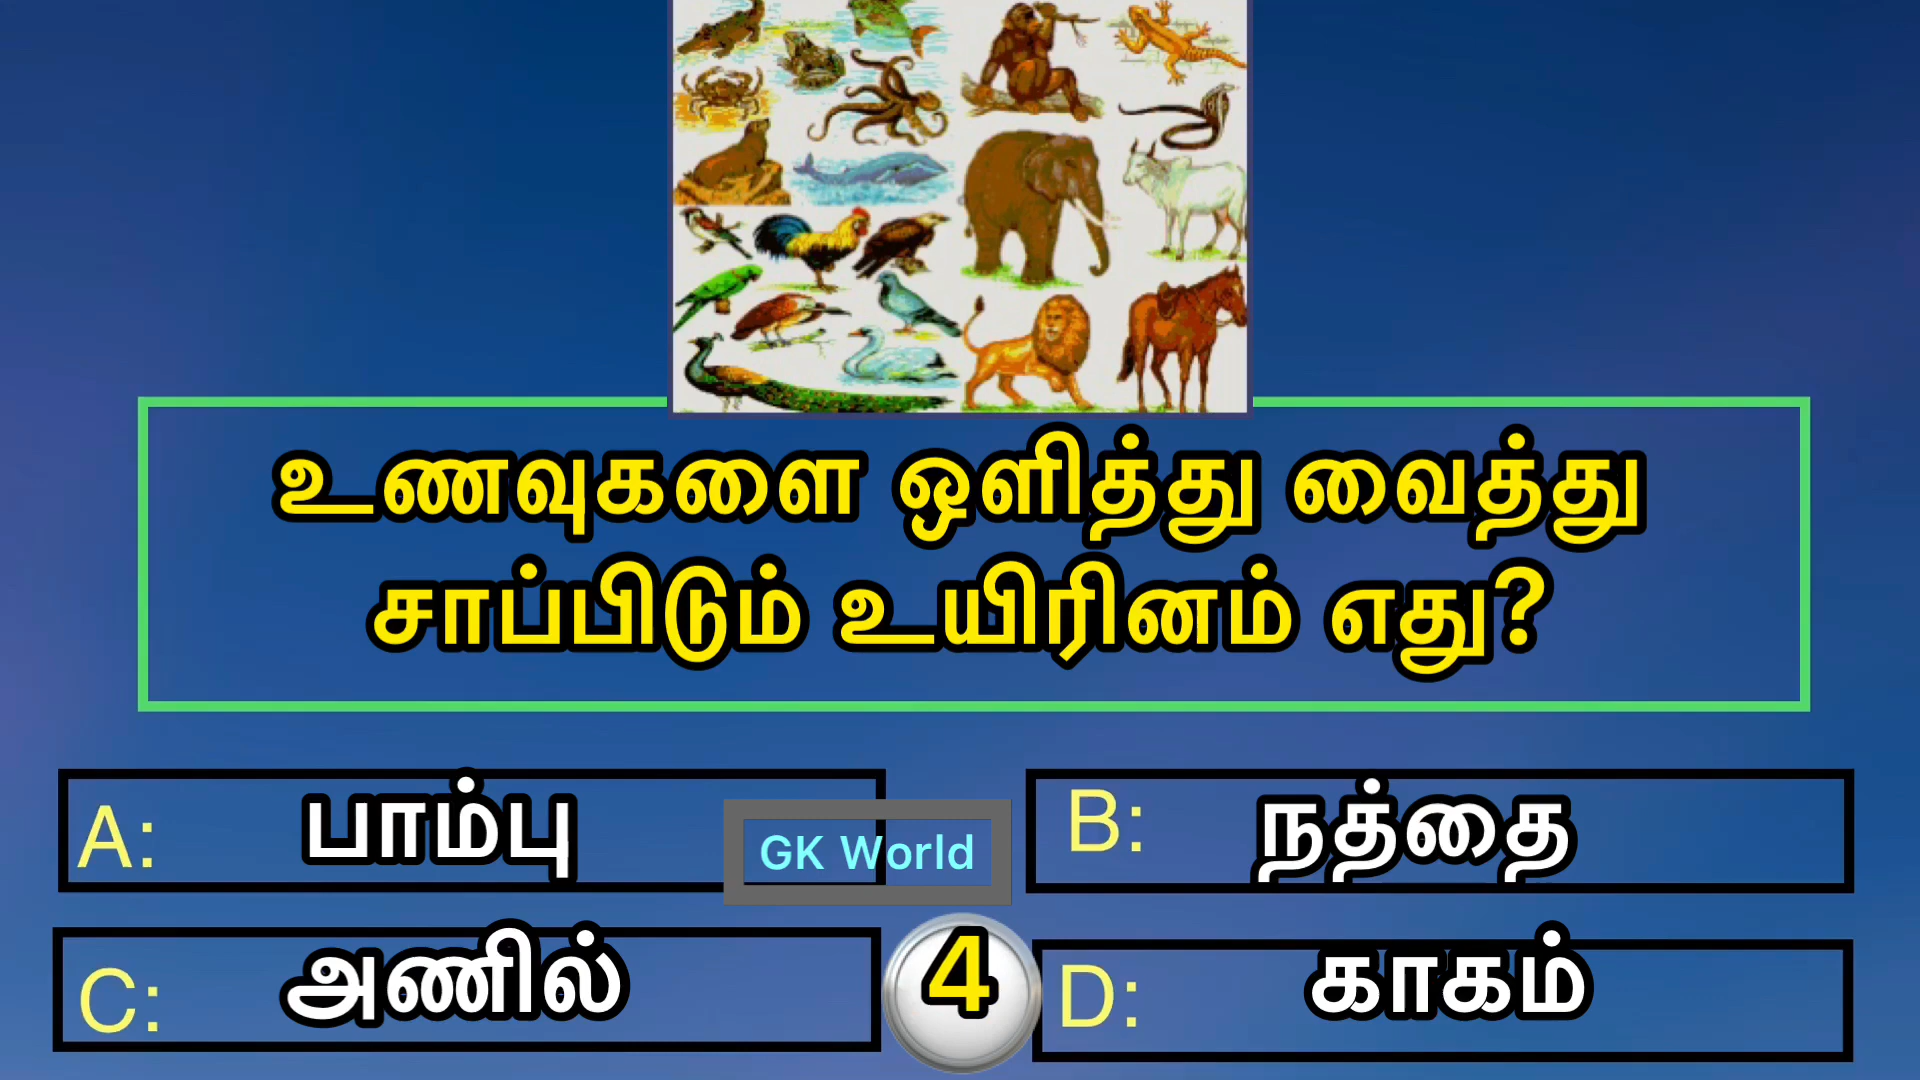 உணவுகளை ஒளித்து வைத்து
சாப்பிடும் உயிரினம் எது?
A: பாம்பு
B: நத்தை
GK World
C: அணில்
4
D: காகம்